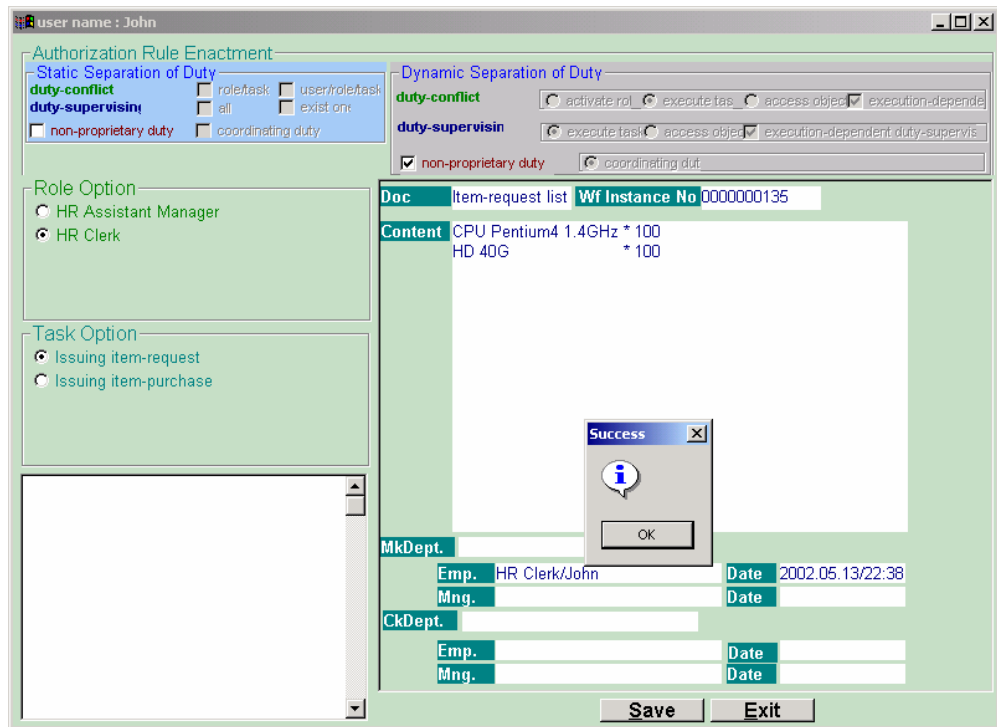 user name : John
Authorization Rule Enactment
Static Separation of Duty
duty-conflict role/task user/role/task
duty-supervising all exist one
non-proprietary duty coordinating duty
Dynamic Separation of Duty
duty-conflict activate rol execute tas access objec execution-depende
duty-supervisin execute task access objec execution-dependent duty-supervis
non-proprietary duty coordinating dut
Role Option
HR Assistant Manager
HR Clerk
Task Option
Issuing item-request
Issuing item-purchase
Doc Item-request list Wf Instance No 0000000135
Content CPU Pentium4 1.4GHz * 100
HD 40G * 100
Success
OK
MkDept.
Emp. HR Clerk/John Date 2002.05.13/22:38
Mng. Date
CkDept.
Emp. Date
Mng. Date
Save Exit